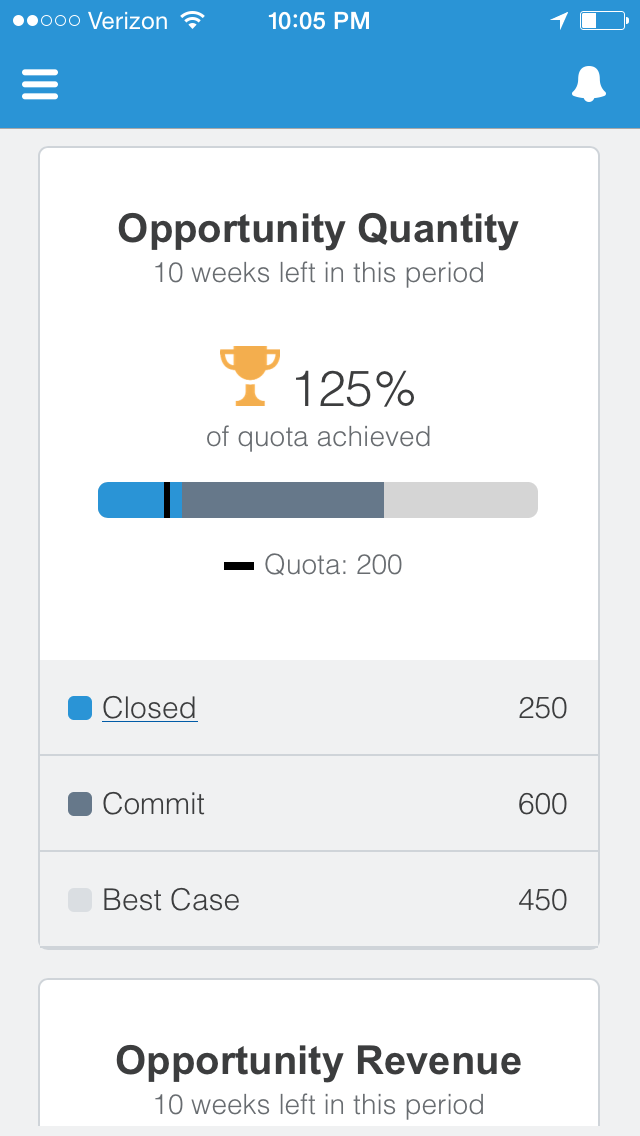 Verizon 10:05 PM
Opportunity Quantity
10 weeks left in this period
125%
of quota achieved
Quota: 200
Closed 250
Commit 600
Best Case 450
Opportunity Revenue
10 weeks left in this period